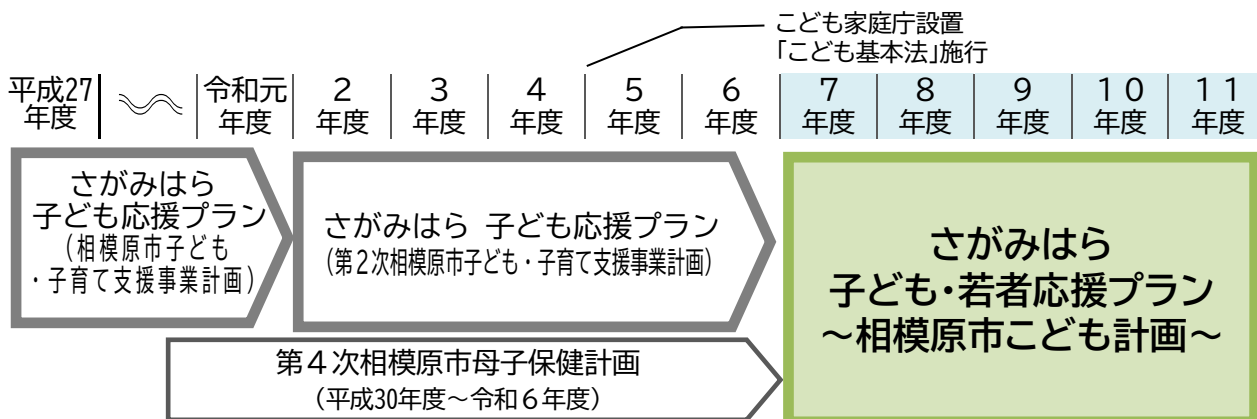 こども家庭庁設置
「こども基本法」施行
平成27
年度
令和元
年度
2
年度
3
年度
4
年度
5
年度
6
年度
7
年度
8
年度
9
年度
10
年度
11
年度
さがみはら
子ども応援プラン
(相模原市子ども
・子育て支援事業計画)
さがみはら 子ども応援プラン
(第2次相模原市子ども・子育て支援事業計画)
さがみはら
子ども・若者応援プラン
~相模原市こども計画~
第4次相模原市母子保健計画
(平成30年度~令和6年度)